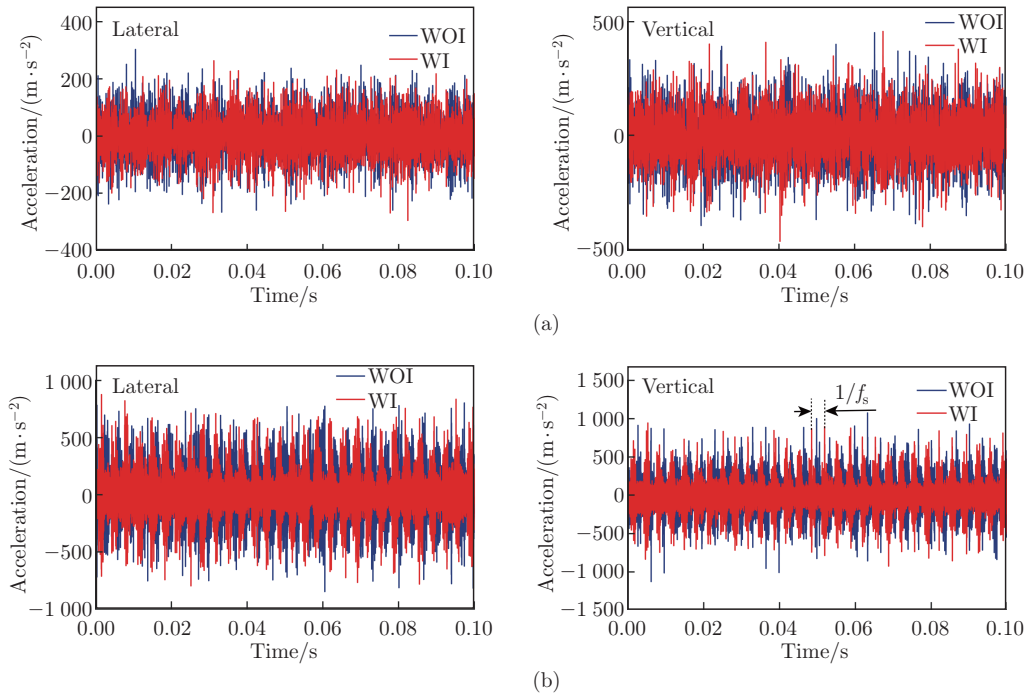 450
400
Lateral
WOI
WI
200
0
−200
−400
Acceleration/(m·s⁻²)
0.00 0.02 0.04 0.06 0.08 0.10
Time/s
500
Vertical
WOI
WI
0
−500
Acceleration/(m·s⁻²)
0.00 0.02 0.04 0.06 0.08 0.10
Time/s
(a)
1 000
Lateral
WOI
WI
500
0
−500
−1 000
Acceleration/(m·s⁻²)
0.00 0.02 0.04 0.06 0.08 0.10
Time/s
1 500
Vertical
1/fₛ
WOI
WI
1 000
500
0
−500
−1 000
−1 500
Acceleration/(m·s⁻²)
0.00 0.02 0.04 0.06 0.08 0.10
Time/s
(b)